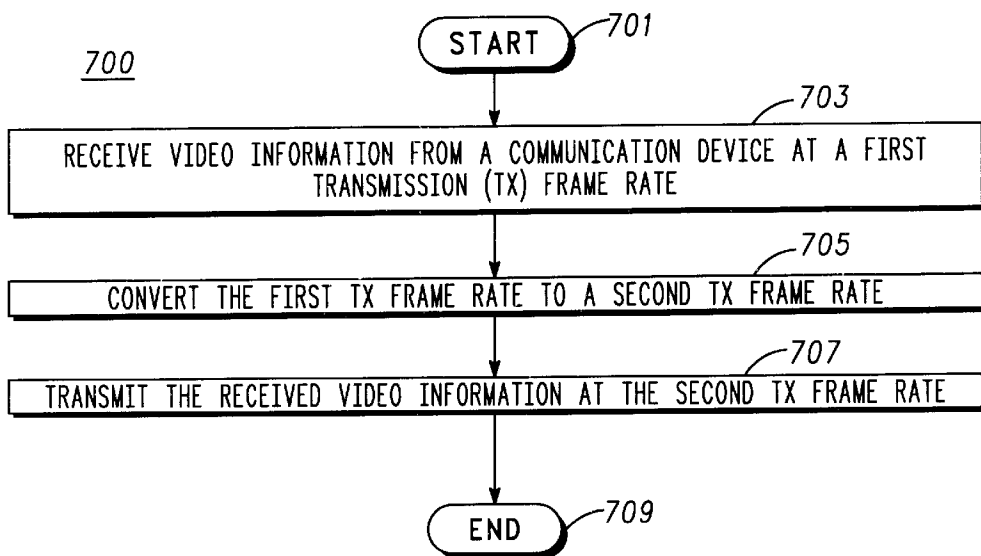 START
701
700
703
RECEIVE VIDEO INFORMATION FROM A COMMUNICATION DEVICE AT A FIRST
TRANSMISSION (TX) FRAME RATE
705
CONVERT THE FIRST TX FRAME RATE TO A SECOND TX FRAME RATE
707
TRANSMIT THE RECEIVED VIDEO INFORMATION AT THE SECOND TX FRAME RATE
END
709